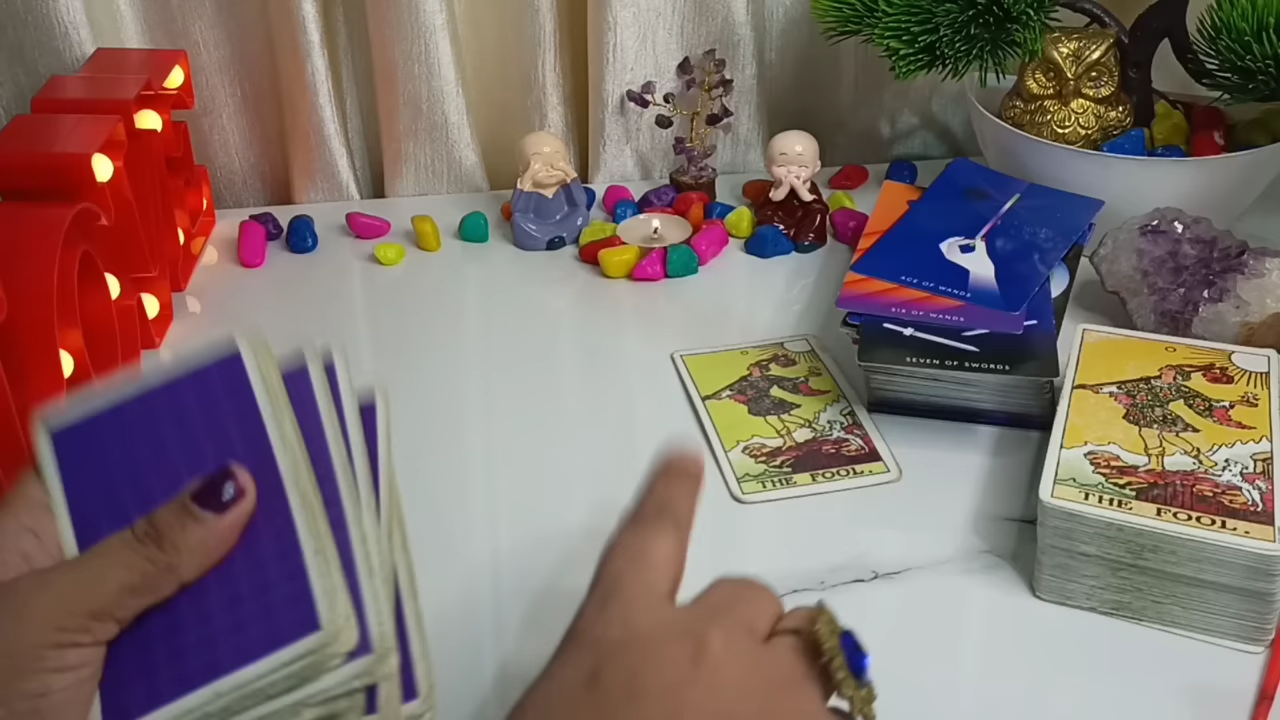 ACE OF WANDS
SIX OF WANDS
SEVEN OF SWORDS
THE FOOL.
THE FOOL.